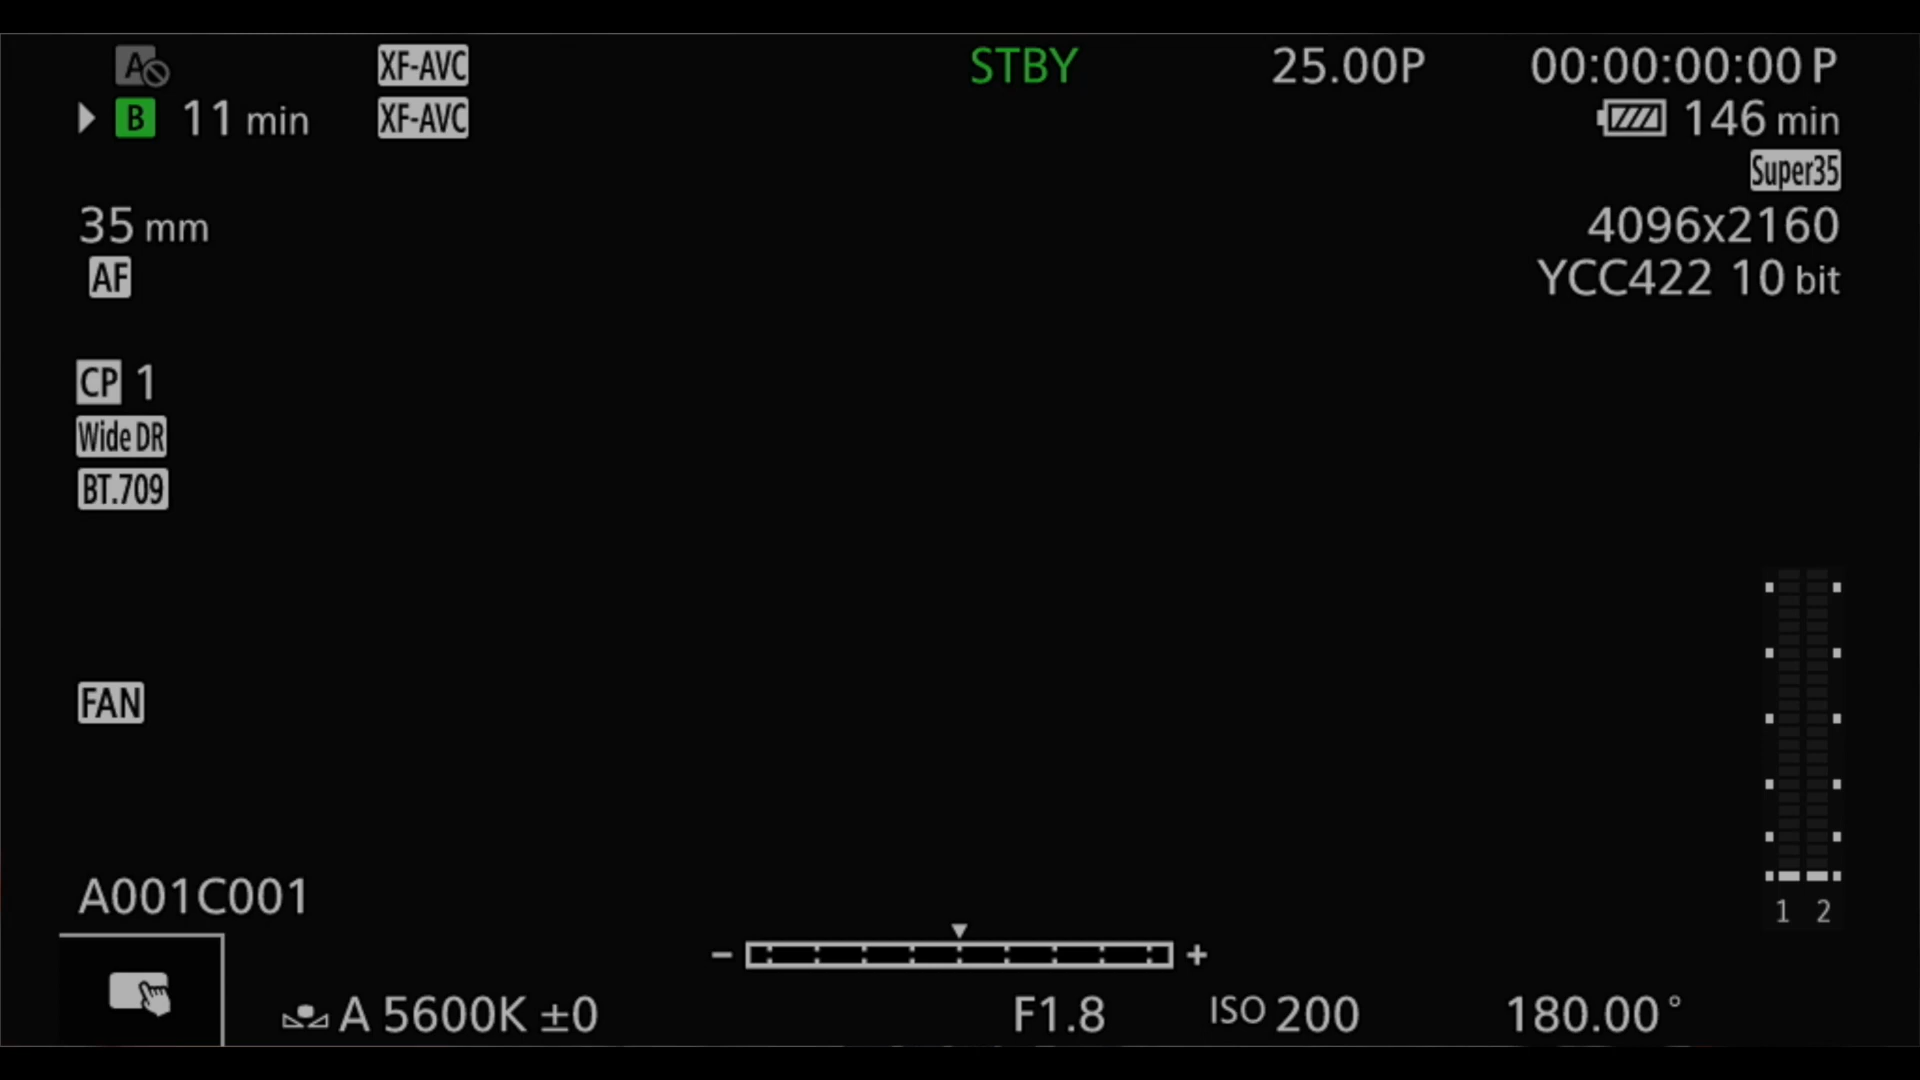 A XF-AVC STBY 25.00P 00:00:00:00 P
B 11 min XF-AVC 146 min
Super35
35 mm 4096x2160
AF YCC422 10 bit
CP 1
Wide DR
BT.709
FAN
A001C001
1 2
− +
A 5600K ±0 F1.8 ISO 200 180.00°